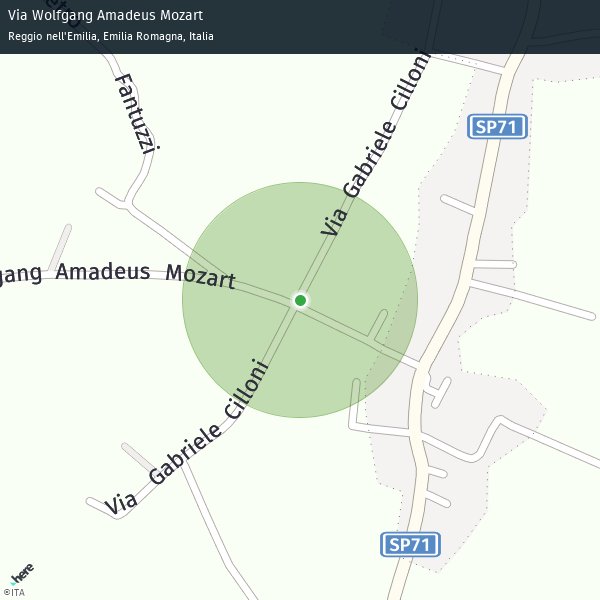 Via Wolfgang Amadeus Mozart
Reggio nell'Emilia, Emilia Romagna, Italia
Fantuzzi
Via Gabriele Cilloni
SP71
gang Amadeus Mozart
Via Gabriele Cilloni
SP71
here
©ITA